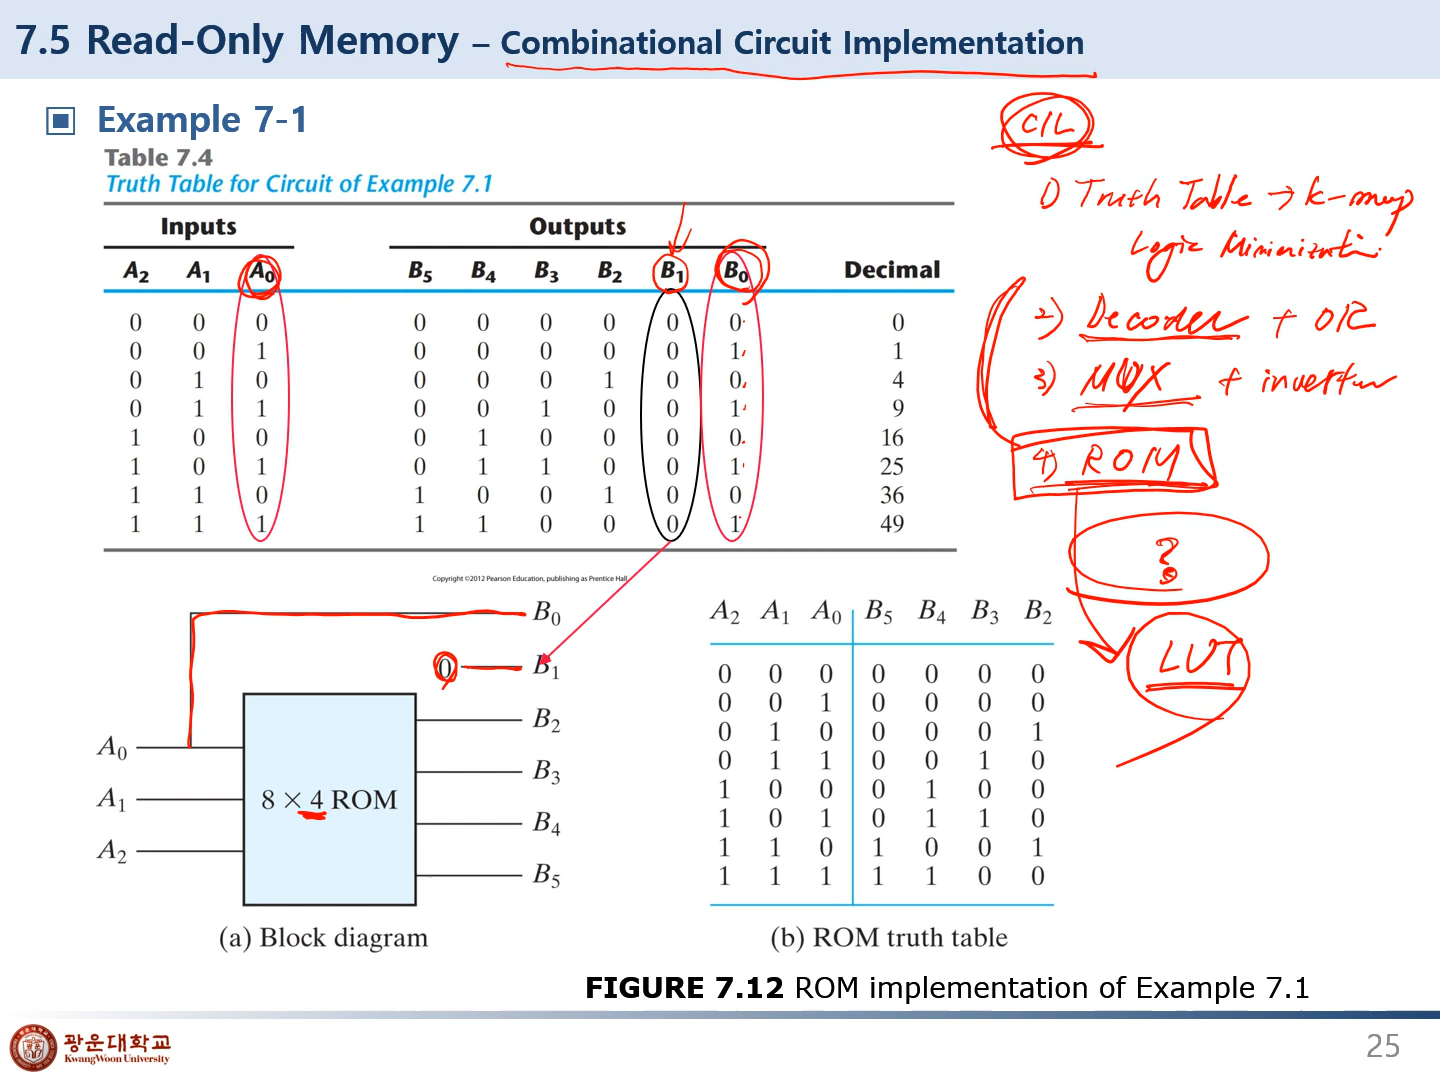 7.5 Read-Only Memory – Combinational Circuit Implementation
Example 7-1
Table 7.4
Truth Table for Circuit of Example 7.1
Inputs Outputs
A2 A1 A0 B5 B4 B3 B2 B1 B0 Decimal
0 0 0 0 0 0 0 0 0 0
0 0 1 0 0 0 0 0 1 1
0 1 0 0 0 0 1 0 0 4
0 1 1 0 0 1 0 0 1 9
1 0 0 0 1 0 0 0 0 16
1 0 1 0 1 1 0 0 1 25
1 1 0 1 0 0 1 0 0 36
1 1 1 1 1 0 0 0 1 49
Copyright ©2012 Pearson Education, publishing as Prentice Hall
C/L
1) Truth Table → k-map
Logic Minimization
2) Decoder + OR
3) MUX + inverter
4) ROM
?
LUT
B0
0 B1
B2
A0
B3
A1
8 × 4 ROM
B4
A2
B5
(a) Block diagram
A2 A1 A0 B5 B4 B3 B2
0 0 0 0 0 0 0
0 0 1 0 0 0 0
0 1 0 0 0 0 1
0 1 1 0 0 1 0
1 0 0 0 1 0 0
1 0 1 0 1 1 0
1 1 0 1 0 0 1
1 1 1 1 1 0 0
(b) ROM truth table
FIGURE 7.12 ROM implementation of Example 7.1
광운대학교
KwangWoon University
25